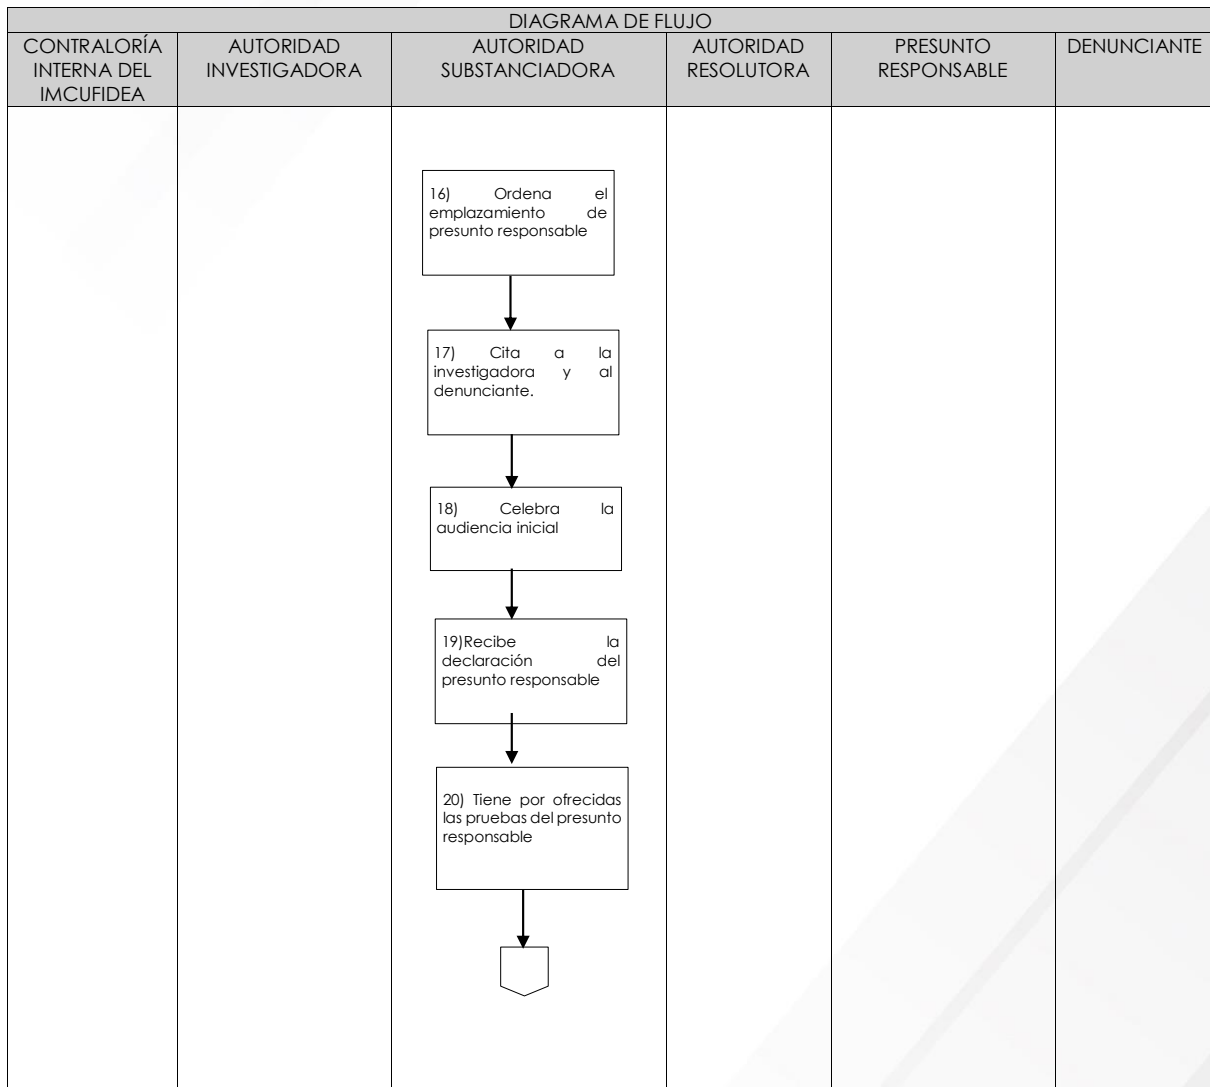 DIAGRAMA DE FLUJO
CONTRALORÍA
INTERNA DEL
IMCUFIDEA
AUTORIDAD
INVESTIGADORA
AUTORIDAD
SUBSTANCIADORA
AUTORIDAD
RESOLUTORA
PRESUNTO
RESPONSABLE
DENUNCIANTE
16) Ordena el
emplazamiento de
presunto responsable
17) Cita a la
investigadora y al
denunciante.
18) Celebra la
audiencia inicial
19)Recibe la
declaración del
presunto responsable
20) Tiene por ofrecidas
las pruebas del presunto
responsable